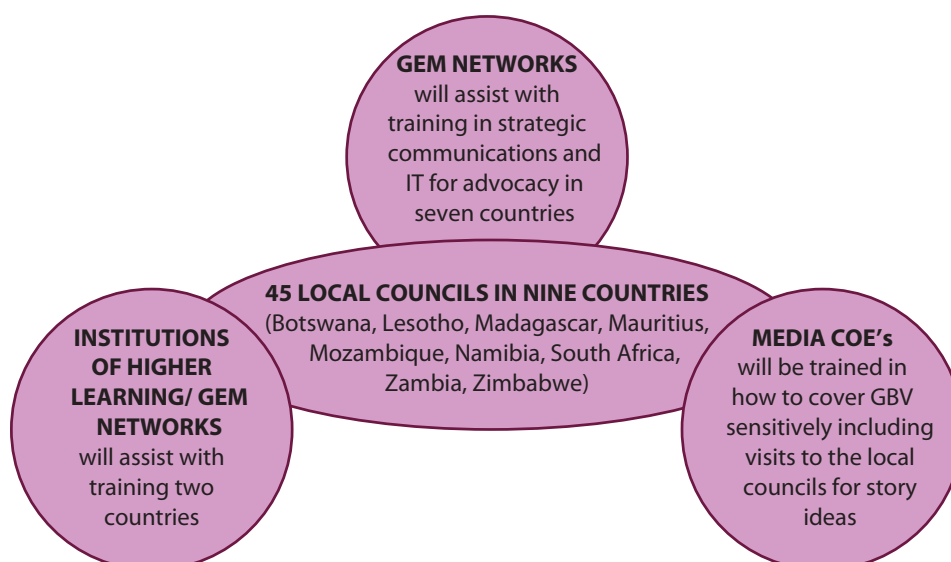 GEM NETWORKS
will assist with
training in strategic
communications and
IT for advocacy in
seven countries
45 LOCAL COUNCILS IN NINE COUNTRIES
(Botswana, Lesotho, Madagascar, Mauritius,
Mozambique, Namibia, South Africa,
Zambia, Zimbabwe)
INSTITUTIONS
OF HIGHER
LEARNING/ GEM
NETWORKS
will assist with
training two
countries
MEDIA COE's
will be trained in
how to cover GBV
sensitively including
visits to the local
councils for story
ideas